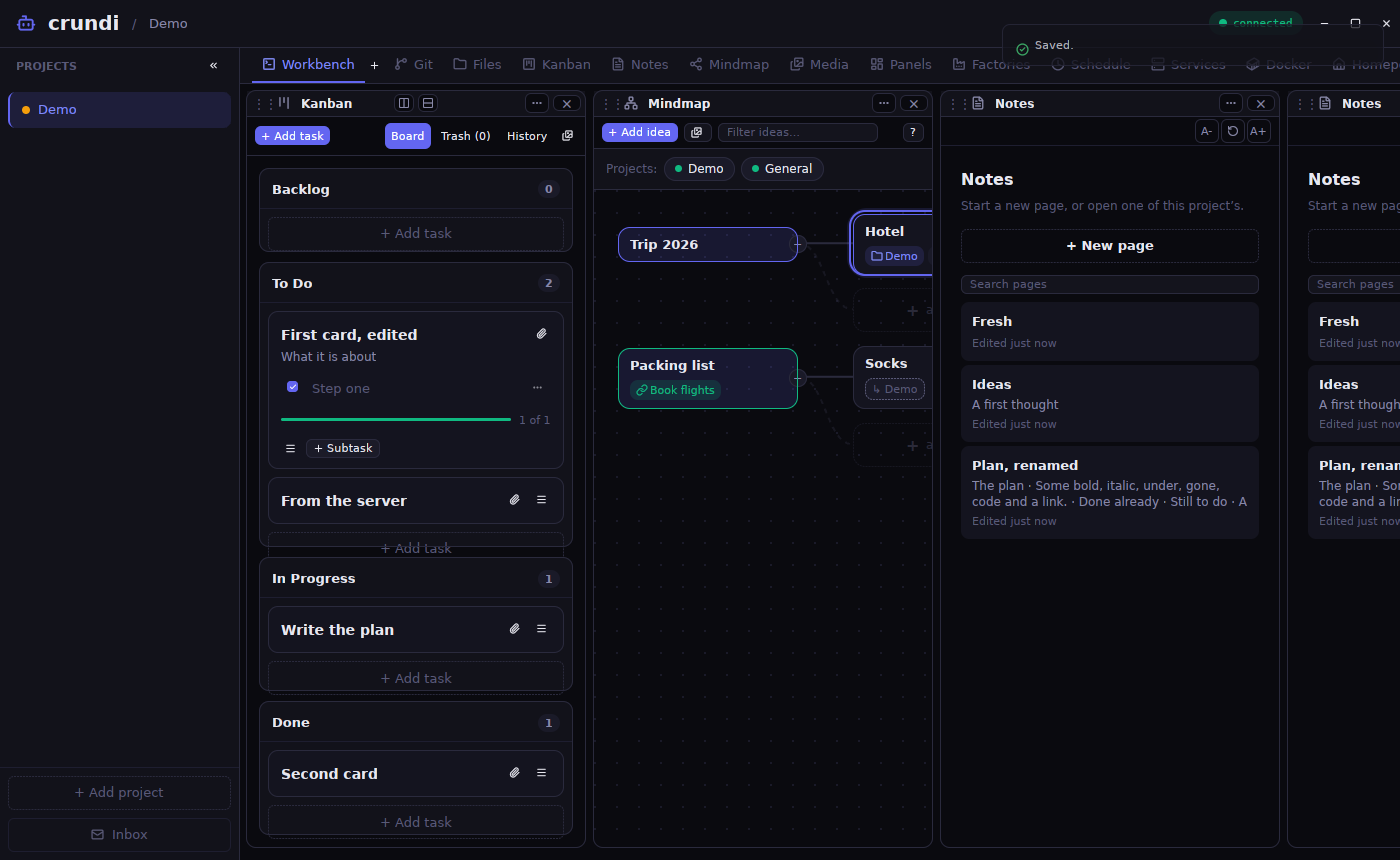 crundi / Demo
connected
Saved.
PROJECTS «
Demo
+ Add project
Inbox
Workbench + Git Files Kanban Notes Mindmap Media Panels Factories Schedule Services Docker
Kanban
+ Add task Board Trash (0) History
Backlog 0
+ Add task
To Do 2
First card, edited
What it is about
Step one
1 of 1
+ Subtask
From the server
+ Add task
In Progress 1
Write the plan
+ Add task
Done 1
Second card
+ Add task
Mindmap
+ Add idea Filter ideas... ?
Projects: Demo General
Trip 2026
Hotel
Demo
+ a
Packing list
Book flights
Socks
↳ Demo
+ a
Notes
A- A+
Notes
Start a new page, or open one of this project's.
+ New page
Search pages
Fresh
Edited just now
Ideas
A first thought
Edited just now
Plan, renamed
The plan · Some bold, italic, under, gone,
code and a link. · Done already · Still to do · A
Edited just now
Notes
Notes
Start a new pag
Search pages
Fresh
Edited just now
Ideas
A first though
Edited just now
Plan, renam
The plan · So
code and a lin
Edited just now